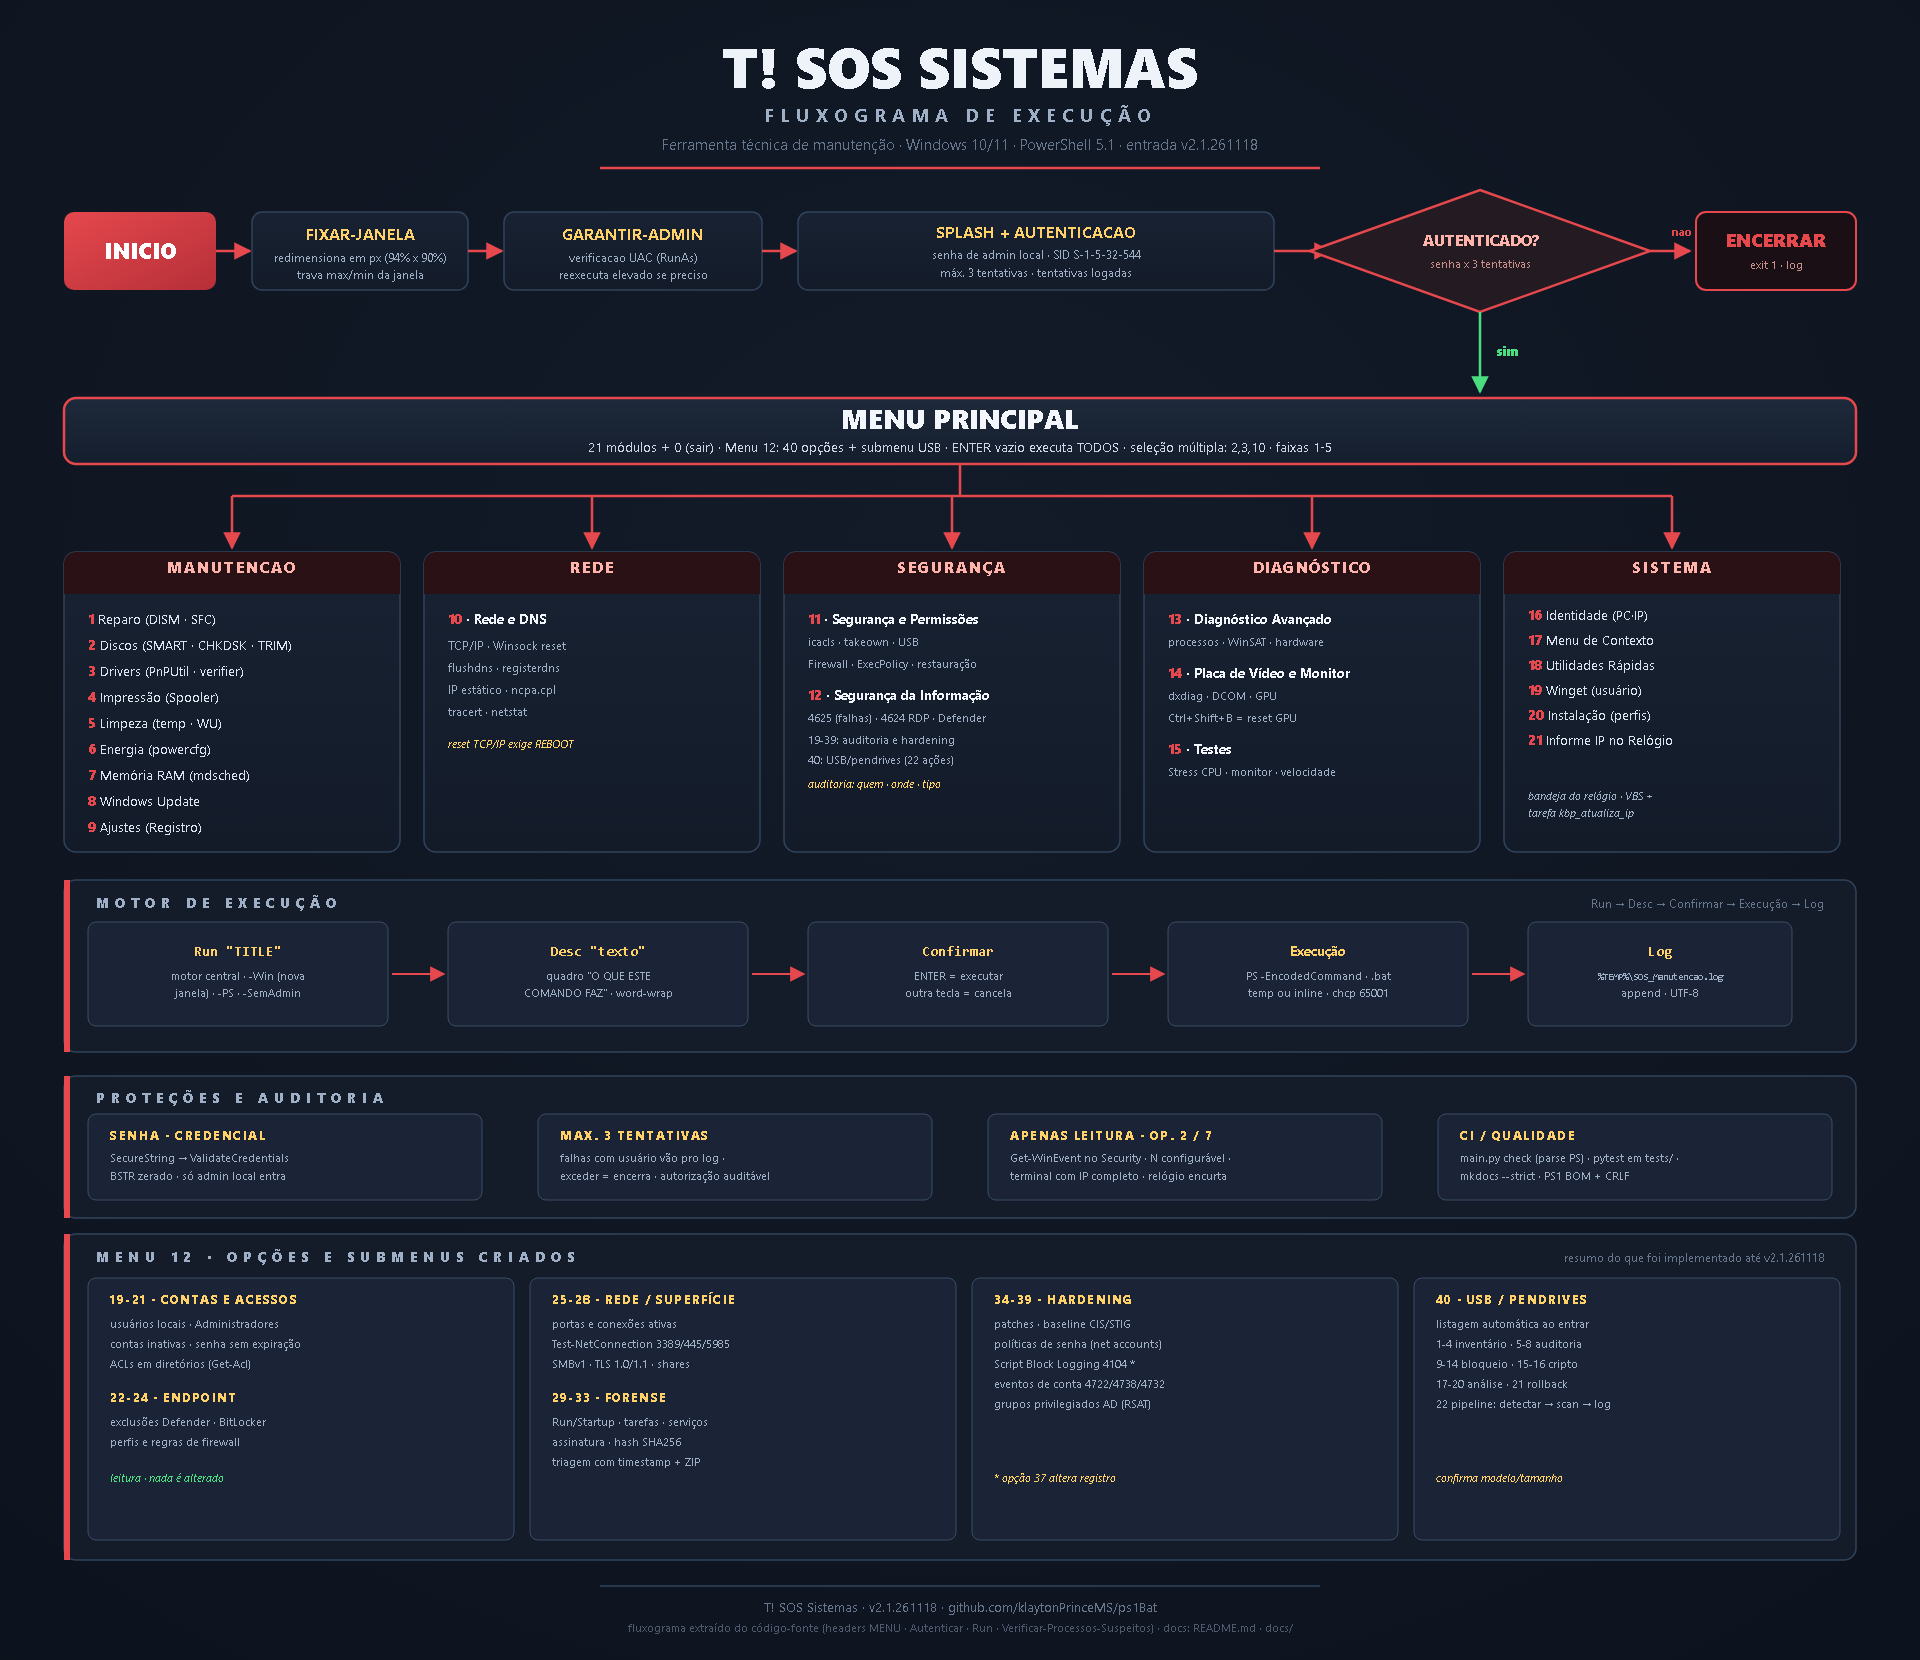 T! SOS SISTEMAS
FLUXOGRAMA DE EXECUÇÃO
Ferramenta técnica de manutenção · Windows 10/11 · PowerShell 5.1 · entrada v2.1.261118
INICIO
FIXAR-JANELA
redimensiona em px (94% x 90%)
trava max/min da janela
GARANTIR-ADMIN
verificacao UAC (RunAs)
reexecuta elevado se preciso
SPLASH + AUTENTICACAO
senha de admin local · SID S-1-5-32-544
máx. 3 tentativas · tentativas logadas
AUTENTICADO?
senha x 3 tentativas
nao
ENCERRAR
exit 1 · log
sim
MENU PRINCIPAL
21 módulos + 0 (sair) · Menu 12: 40 opções + submenu USB · ENTER vazio executa TODOS · seleção múltipla: 2,3,10 · faixas 1-5
MANUTENCAO
1 Reparo (DISM · SFC)
2 Discos (SMART · CHKDSK · TRIM)
3 Drivers (PnPUtil · verifier)
4 Impressão (Spooler)
5 Limpeza (temp · WU)
6 Energia (powercfg)
7 Memória RAM (mdsched)
8 Windows Update
9 Ajustes (Registro)
REDE
10 · Rede e DNS
TCP/IP · Winsock reset
flushdns · registerdns
IP estático · ncpa.cpl
tracert · netstat
reset TCP/IP exige REBOOT
SEGURANÇA
11 · Segurança e Permissões
icacls · takeown · USB
Firewall · ExecPolicy · restauração
12 · Segurança da Informação
4625 (falhas) · 4624 RDP · Defender
19-39: auditoria e hardening
40: USB/pendrives (22 ações)
auditoria: quem · onde · tipo
DIAGNÓSTICO
13 · Diagnóstico Avançado
processos · WinSAT · hardware
14 · Placa de Vídeo e Monitor
dxdiag · DCOM · GPU
Ctrl+Shift+B = reset GPU
15 · Testes
Stress CPU · monitor · velocidade
SISTEMA
16 Identidade (PC·IP)
17 Menu de Contexto
18 Utilidades Rápidas
19 Winget (usuário)
20 Instalação (perfis)
21 Informe IP no Relógio
bandeja do relógio · VBS +
tarefa kbp_atualiza_ip
MOTOR DE EXECUÇÃO
Run → Desc → Confirmar → Execução → Log
Run "TITLE"
motor central · -Win (nova
janela) · -PS · -SemAdmin
Desc "texto"
quadro "O QUE ESTE
COMANDO FAZ" · word-wrap
Confirmar
ENTER = executar
outra tecla = cancela
Execução
PS -EncodedCommand · .bat
temp ou inline · chcp 65001
Log
%TEMP%\SOS_Manutencao.log
append · UTF-8
PROTEÇÕES E AUDITORIA
SENHA · CREDENCIAL
SecureString → ValidateCredentials
BSTR zerado · só admin local entra
MAX. 3 TENTATIVAS
falhas com usuário vão pro log ·
exceder = encerra · autorização auditável
APENAS LEITURA · OP. 2 / 7
Get-WinEvent no Security · N configurável ·
terminal com IP completo · relógio encurta
CI / QUALIDADE
main.py check (parse PS) · pytest em tests/ ·
mkdocs --strict · PS1 BOM + CRLF
MENU 12 · OPÇÕES E SUBMENUS CRIADOS
resumo do que foi implementado até v2.1.261118
19-21 · CONTAS E ACESSOS
usuários locais · Administradores
contas inativas · senha sem expiração
ACLs em diretórios (Get-Acl)
22-24 · ENDPOINT
exclusões Defender · BitLocker
perfis e regras de firewall
leitura · nada é alterado
25-28 · REDE / SUPERFÍCIE
portas e conexões ativas
Test-NetConnection 3389/445/5985
SMBv1 · TLS 1.0/1.1 · shares
29-33 · FORENSE
Run/Startup · tarefas · serviços
assinatura · hash SHA256
triagem com timestamp + ZIP
34-39 · HARDENING
patches · baseline CIS/STIG
políticas de senha (net accounts)
Script Block Logging 4104 *
eventos de conta 4722/4738/4732
grupos privilegiados AD (RSAT)
* opção 37 altera registro
40 · USB / PENDRIVES
listagem automática ao entrar
1-4 inventário · 5-8 auditoria
9-14 bloqueio · 15-16 cripto
17-20 análise · 21 rollback
22 pipeline: detectar → scan → log
confirma modelo/tamanho
T! SOS Sistemas · v2.1.261118 · github.com/klaytonPrinceMS/ps1Bat
fluxograma extraído do código-fonte (headers MENU · Autenticar · Run · Verificar-Processos-Suspeitos) · docs: README.md · docs/